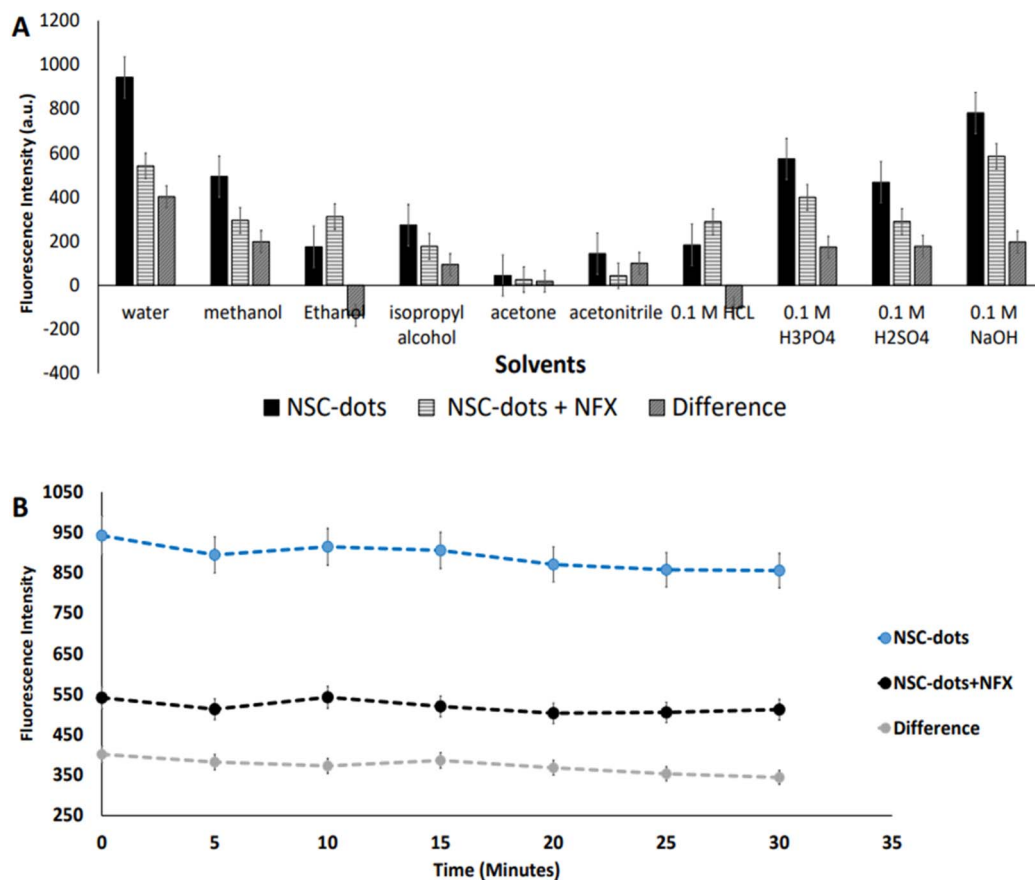 A
1200
1000
800
600
400
200
0
-200
-400
Fluorescence Intensity (a.u.)
water methanol Ethanol isopropyl alcohol acetone acetonitrile 0.1 M HCL 0.1 M H3PO4 0.1 M H2SO4 0.1 M NaOH
Solvents
NSC-dots NSC-dots + NFX Difference
B
1050
950
850
750
650
550
450
350
250
Fluorescence Intensity
NSC-dots
NSC-dots+NFX
Difference
0 5 10 15 20 25 30 35
Time (Minutes)